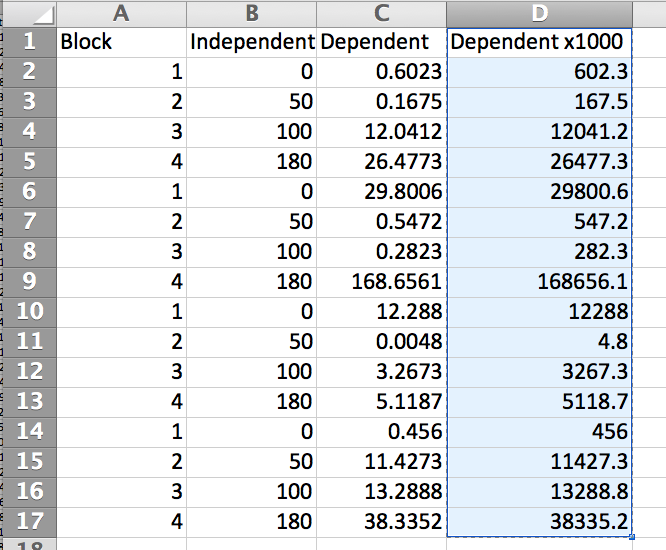 A B C D
1 Block Independent Dependent Dependent x1000
2 1 0 0.6023 602.3
3 2 50 0.1675 167.5
4 3 100 12.0412 12041.2
5 4 180 26.4773 26477.3
6 1 0 29.8006 29800.6
7 2 50 0.5472 547.2
8 3 100 0.2823 282.3
9 4 180 168.6561 168656.1
10 1 0 12.288 12288
11 2 50 0.0048 4.8
12 3 100 3.2673 3267.3
13 4 180 5.1187 5118.7
14 1 0 0.456 456
15 2 50 11.4273 11427.3
16 3 100 13.2888 13288.8
17 4 180 38.3352 38335.2
18